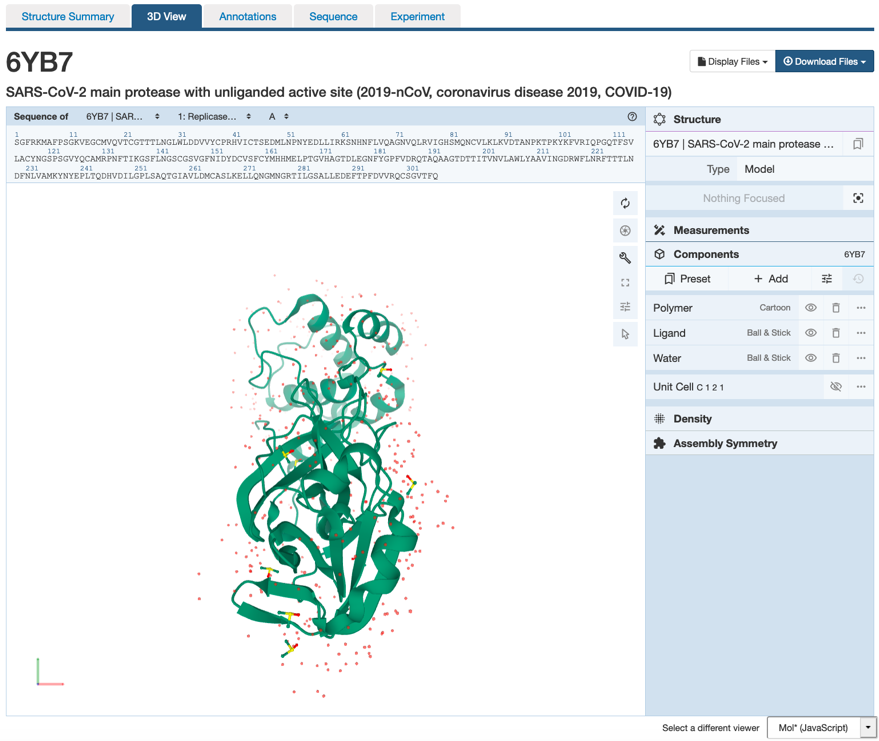 Structure Summary 3D View Annotations Sequence Experiment
6YB7
Display Files Download Files
SARS-CoV-2 main protease with unliganded active site (2019-nCoV, coronavirus disease 2019, COVID-19)
Sequence of 6YB7 | SAR... 1: Replicase... A
1 11 21 31 41 51 61 71 81 91 101 111
SGFRKMAFPSGKVEGCMVQVTCGTTTLNGLWLDDVVYCPRHVICTSEDMLNPNYEDLLIRKSNHNFLVQAGNVQLRVIGHSMQNCVLKLKVDTANPKTPKYKFVRIQPGQTFSV
121 131 141 151 161 171 181 191 201 211 221
LACYNGSPSGVYQCAMRPNFTIKGSFLNGSCGSVGFNIDYDCVSFCYMHHMELPTGVHAGTDLEGNFYGPFVDRQTAQAAGTDTTITVNVLAWLYAAVINGDRWFLNRFTTTLN
231 241 251 261 271 281 291 301
DFNLVAMKYNYEPLTQDHVDILGPLSAQTGIAVLDMCASLKELLQNGMNGRTILGSALLEDEFTPFDVVRQCSGVTFQ
Structure
6YB7 | SARS-CoV-2 main protease ...
Type Model
Nothing Focused
Measurements
Components 6YB7
Preset + Add
Polymer Cartoon
Ligand Ball & Stick
Water Ball & Stick
Unit Cell C 1 2 1
Density
Assembly Symmetry
Select a different viewer Mol* (JavaScript)